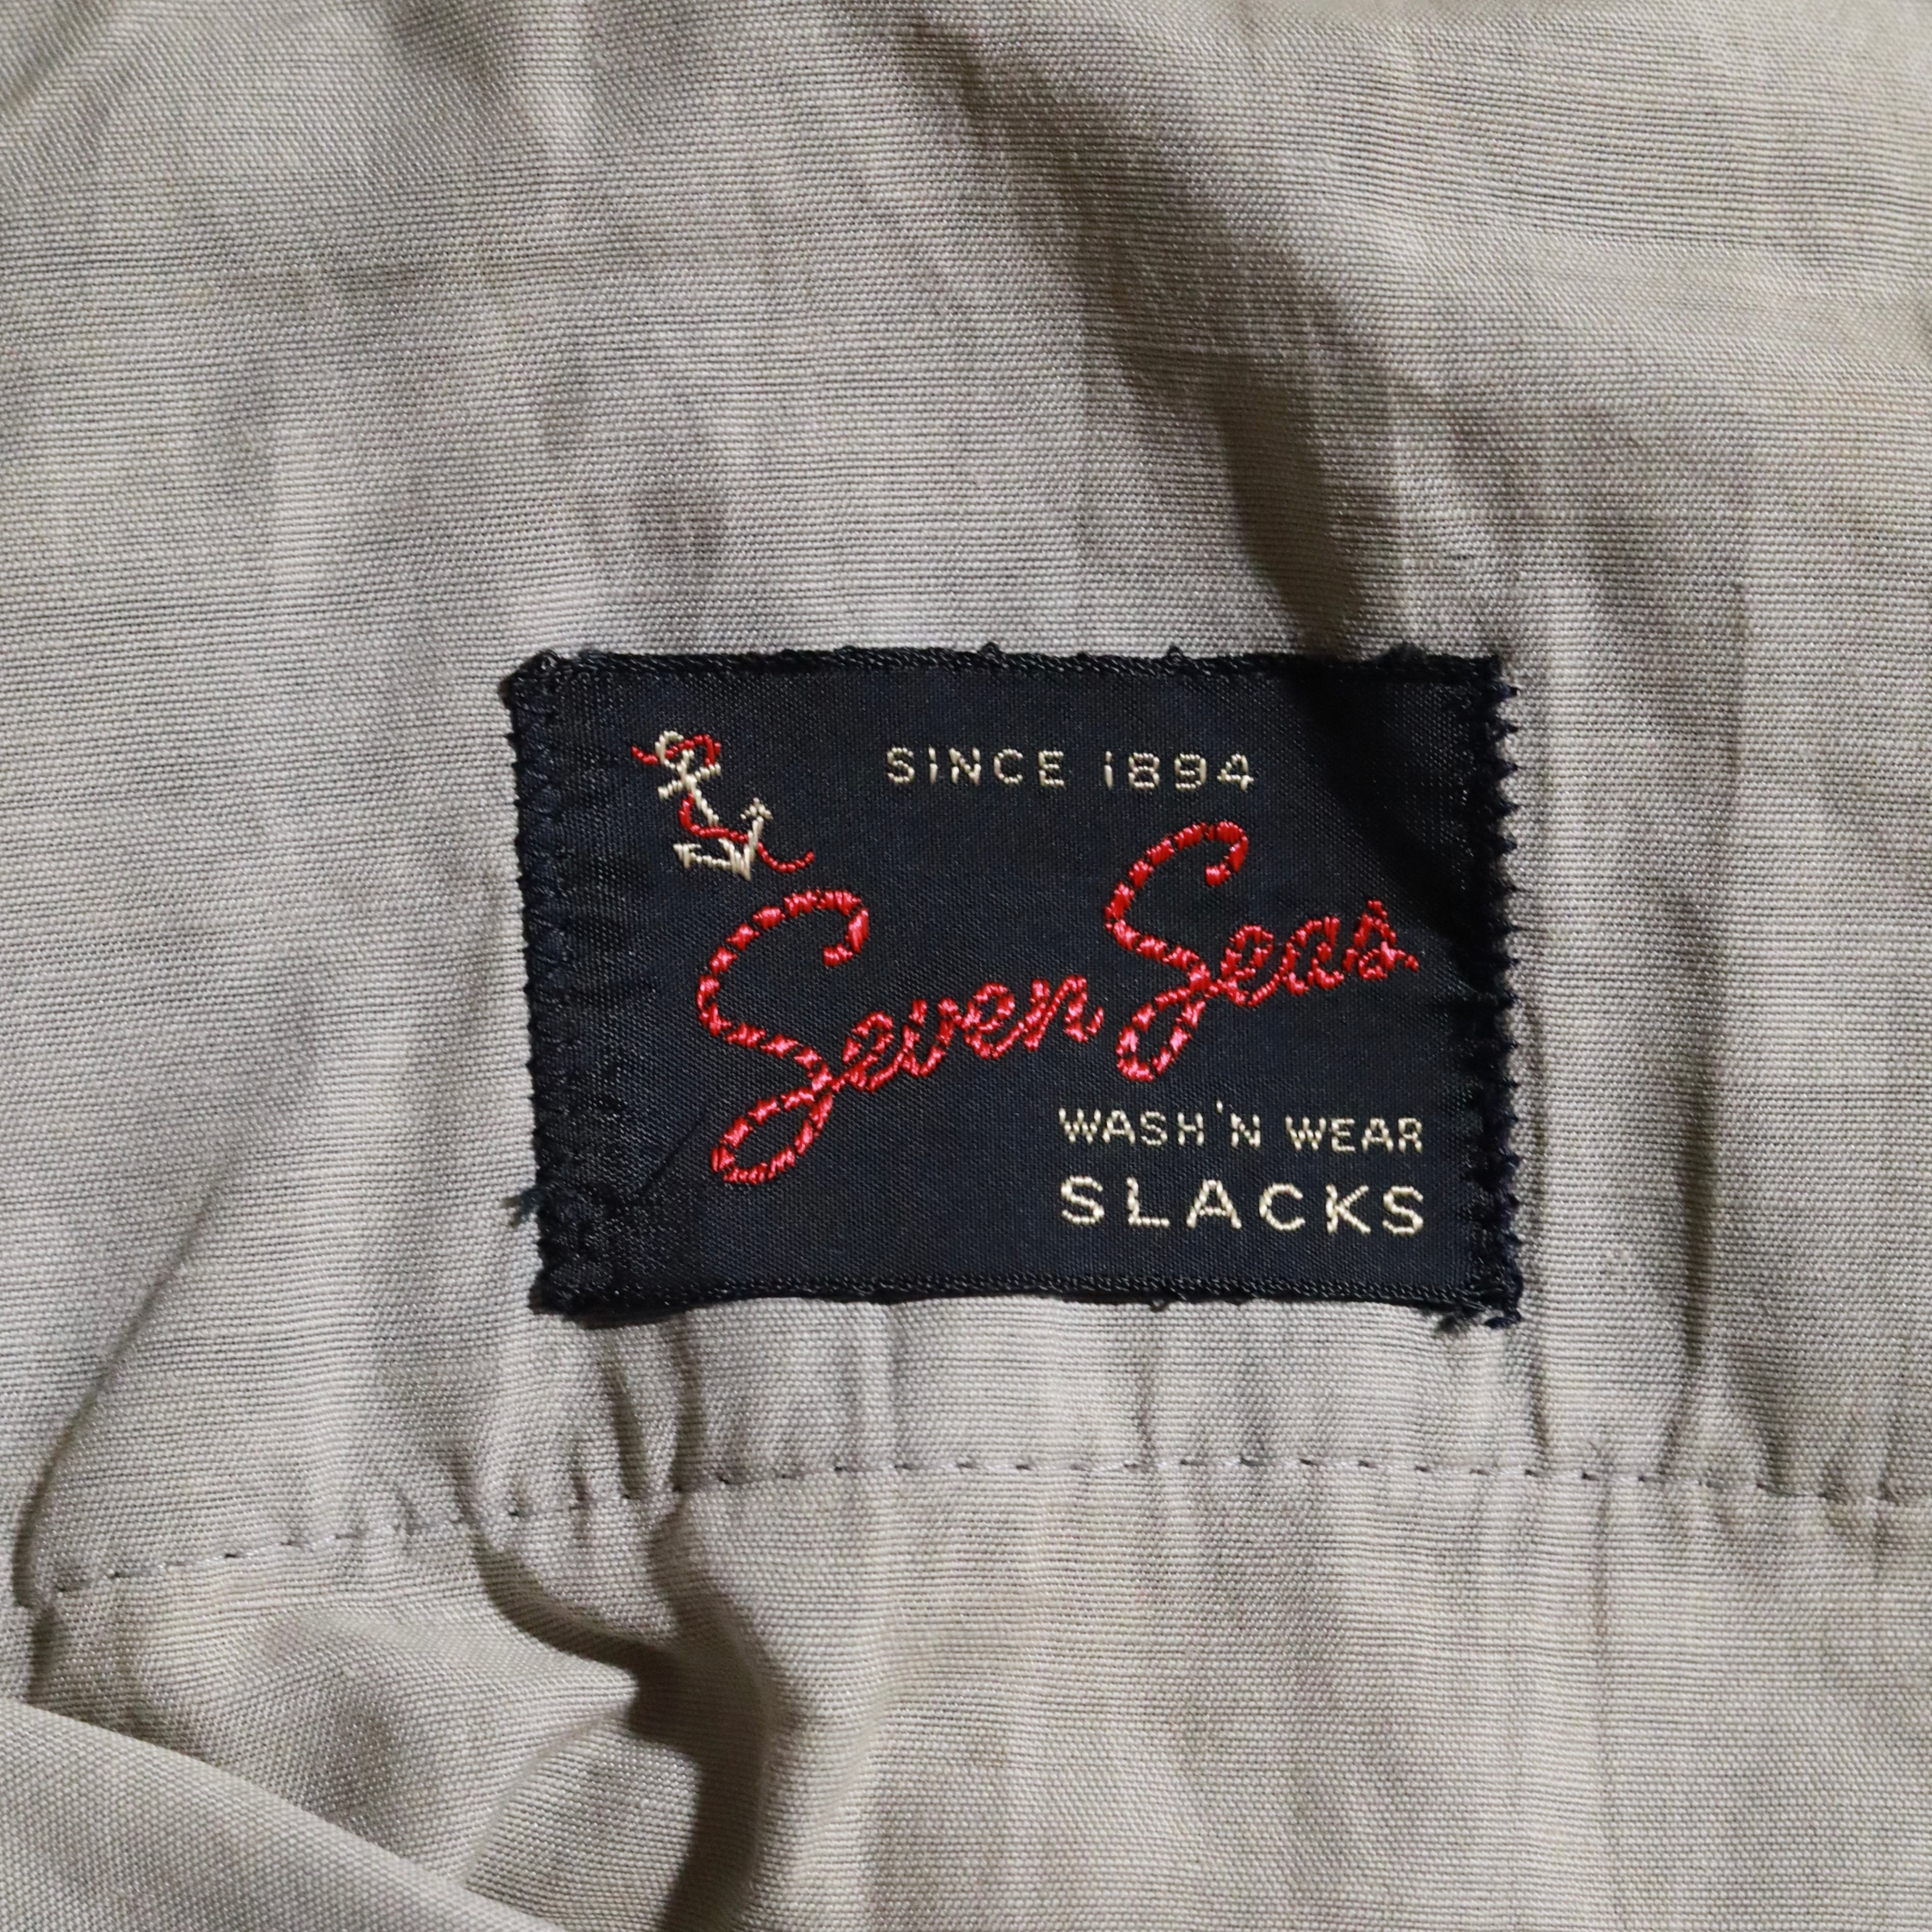 SINCE 1894
Seven Seas
WASH 'N WEAR
SLACKS